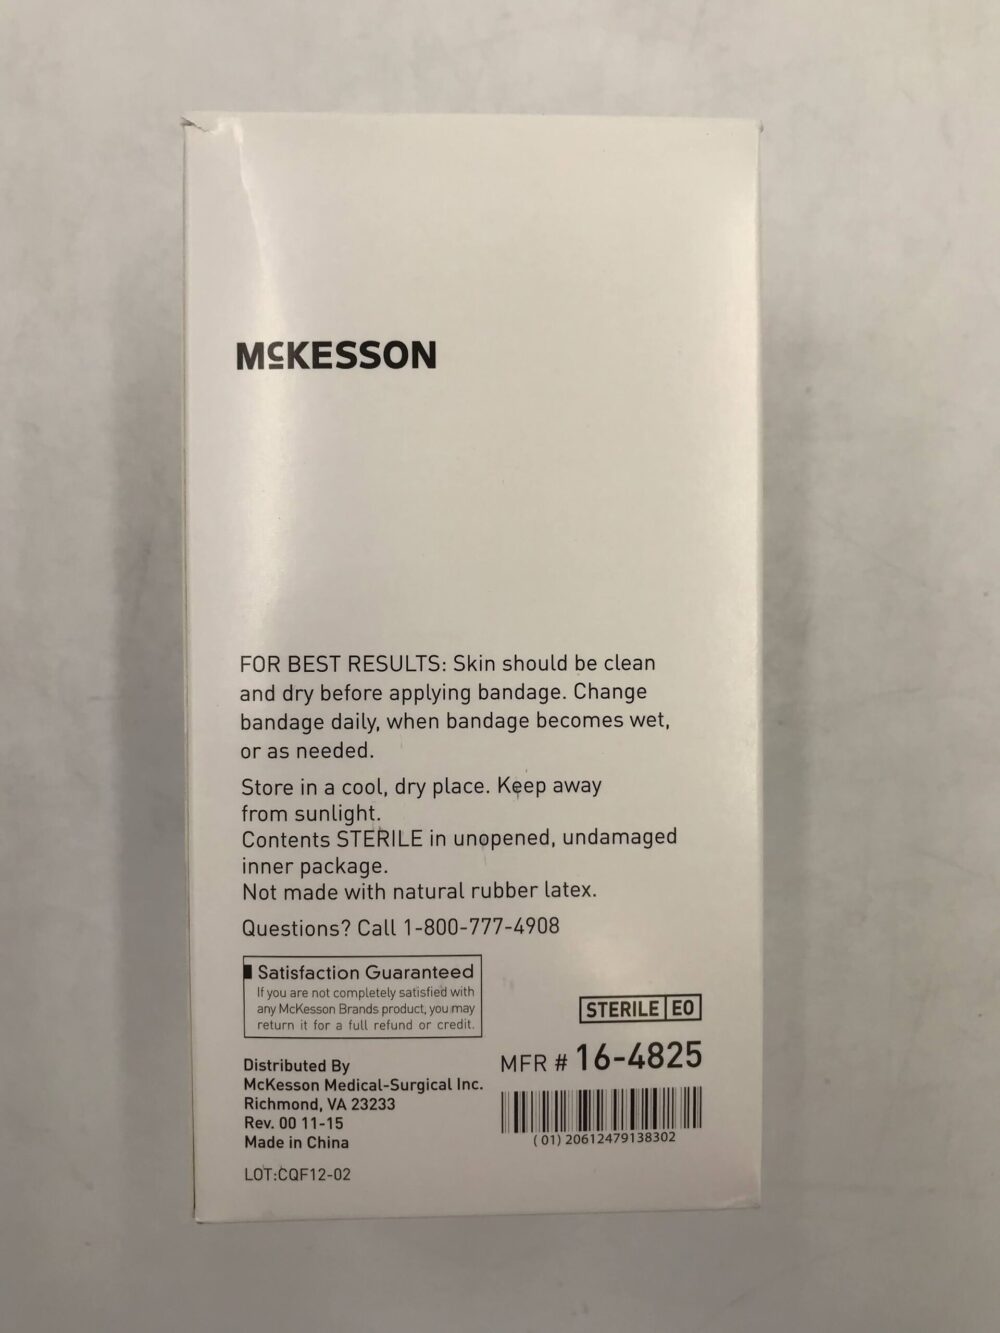 McKESSON
FOR BEST RESULTS: Skin should be clean
and dry before applying bandage. Change
bandage daily, when bandage becomes wet,
or as needed.
Store in a cool, dry place. Keep away
from sunlight.
Contents STERILE in unopened, undamaged
inner package.
Not made with natural rubber latex.
Questions? Call 1-800-777-4908
Satisfaction Guaranteed
If you are not completely satisfied with
any McKesson Brands product, you may
return it for a full refund or credit.
STERILE EO
MFR # 16-4825
(01) 20612479138302
Distributed By
McKesson Medical-Surgical Inc.
Richmond, VA 23233
Rev. 00 11-15
Made in China
LOT:CQF12-02